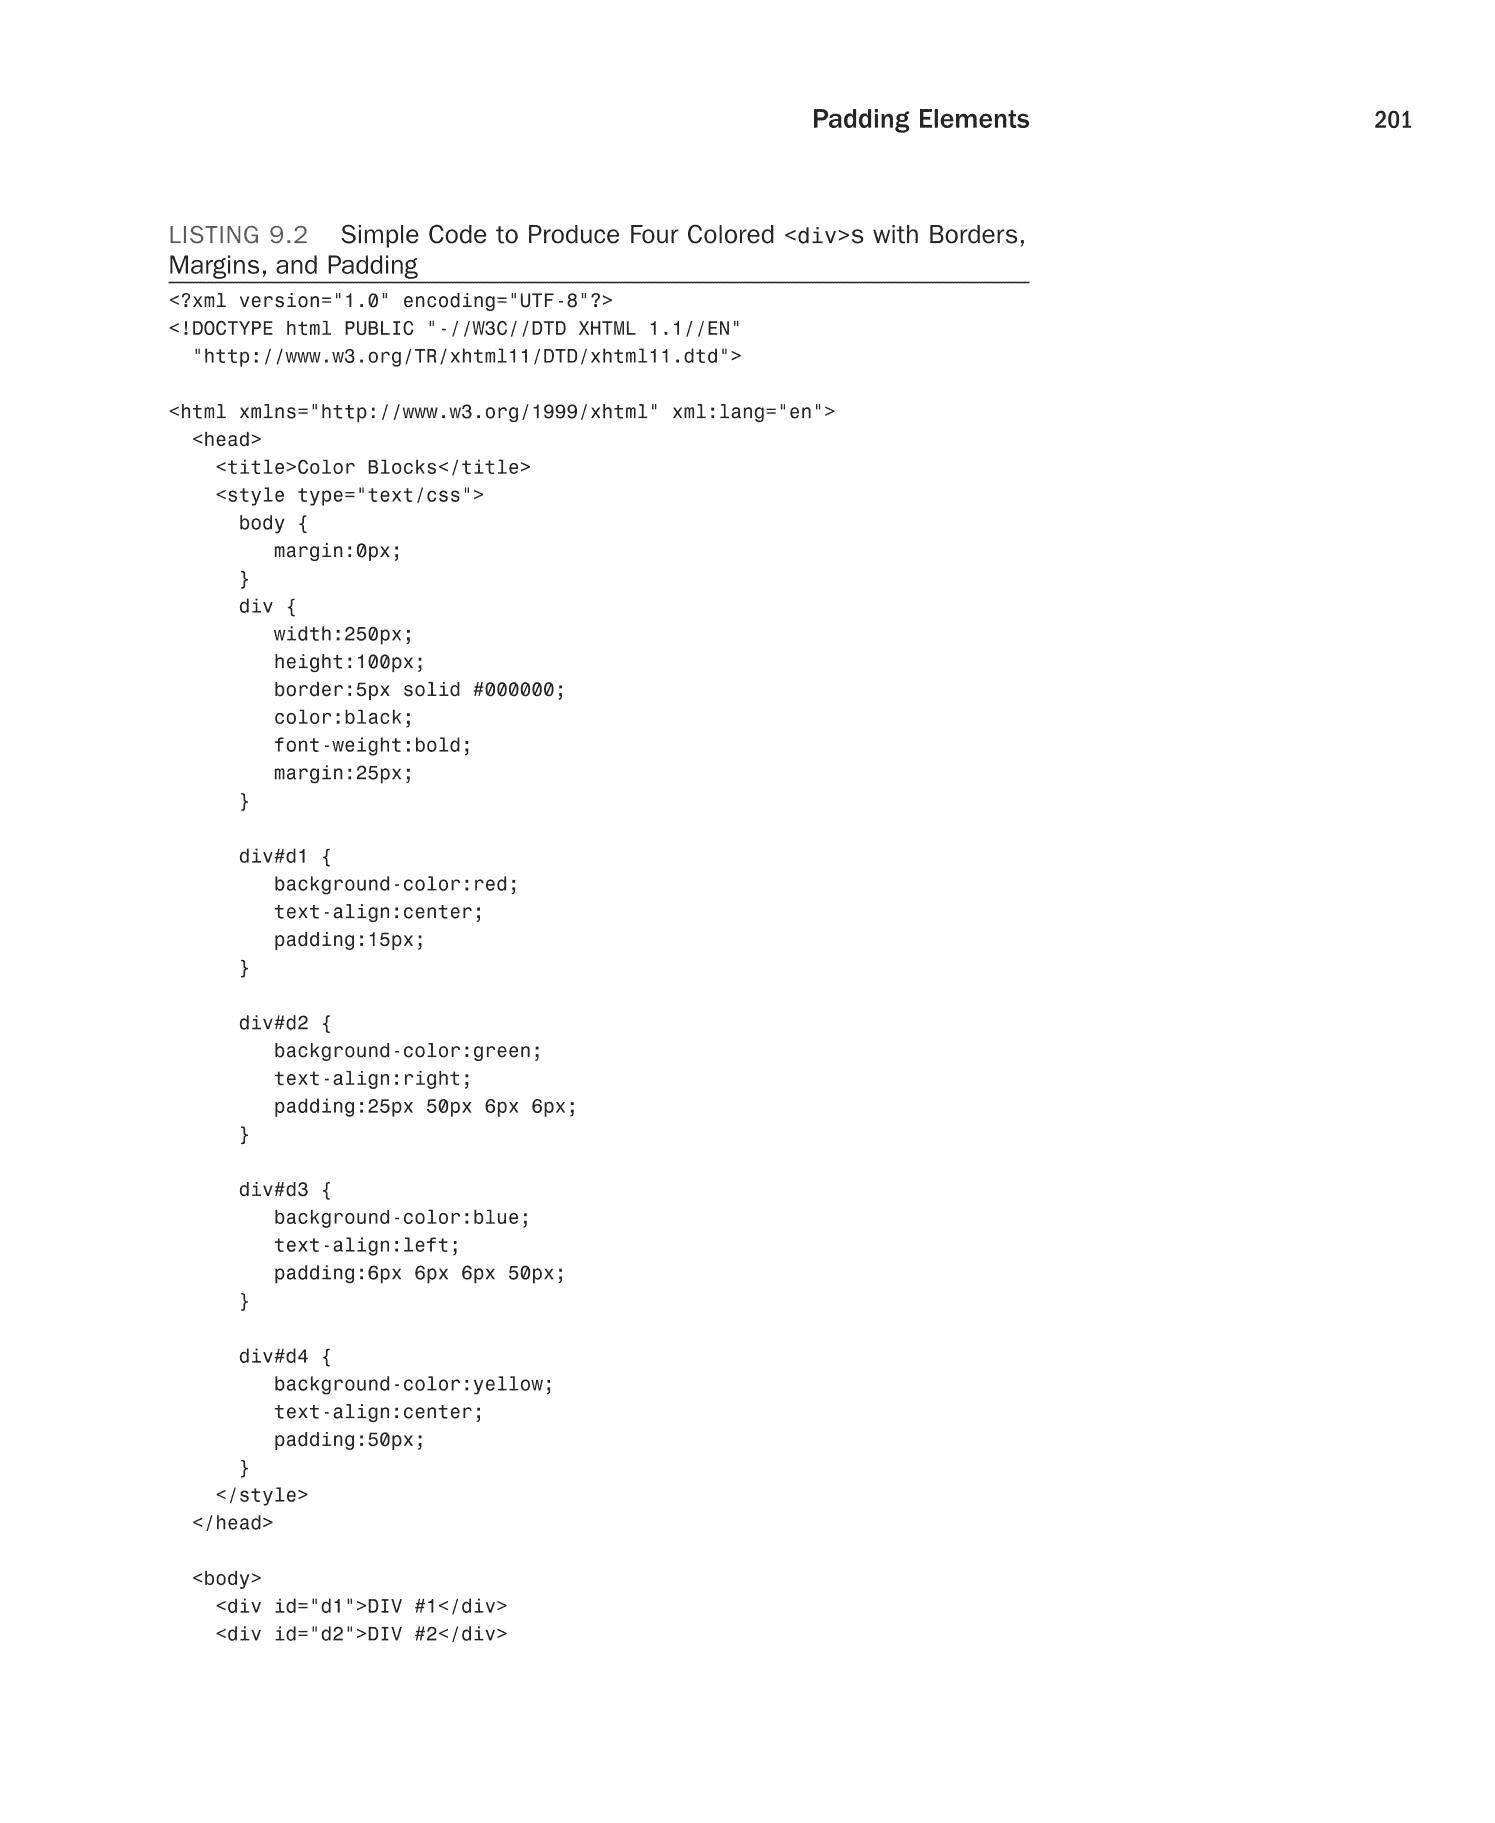 Padding Elements 201
LISTING 9.2 Simple Code to Produce Four Colored <div>s with Borders,
Margins, and Padding
<?xml version="1.0" encoding="UTF-8"?>
<!DOCTYPE html PUBLIC "-//W3C//DTD XHTML 1.1//EN"
  "http://www.w3.org/TR/xhtml11/DTD/xhtml11.dtd">

<html xmlns="http://www.w3.org/1999/xhtml" xml:lang="en">
  <head>
    <title>Color Blocks</title>
    <style type="text/css">
      body {
         margin:0px;
      }
      div {
         width:250px;
         height:100px;
         border:5px solid #000000;
         color:black;
         font-weight:bold;
         margin:25px;
      }

      div#d1 {
         background-color:red;
         text-align:center;
         padding:15px;
      }

      div#d2 {
         background-color:green;
         text-align:right;
         padding:25px 50px 6px 6px;
      }

      div#d3 {
         background-color:blue;
         text-align:left;
         padding:6px 6px 6px 50px;
      }

      div#d4 {
         background-color:yellow;
         text-align:center;
         padding:50px;
      }
    </style>
  </head>

  <body>
    <div id="d1">DIV #1</div>
    <div id="d2">DIV #2</div>